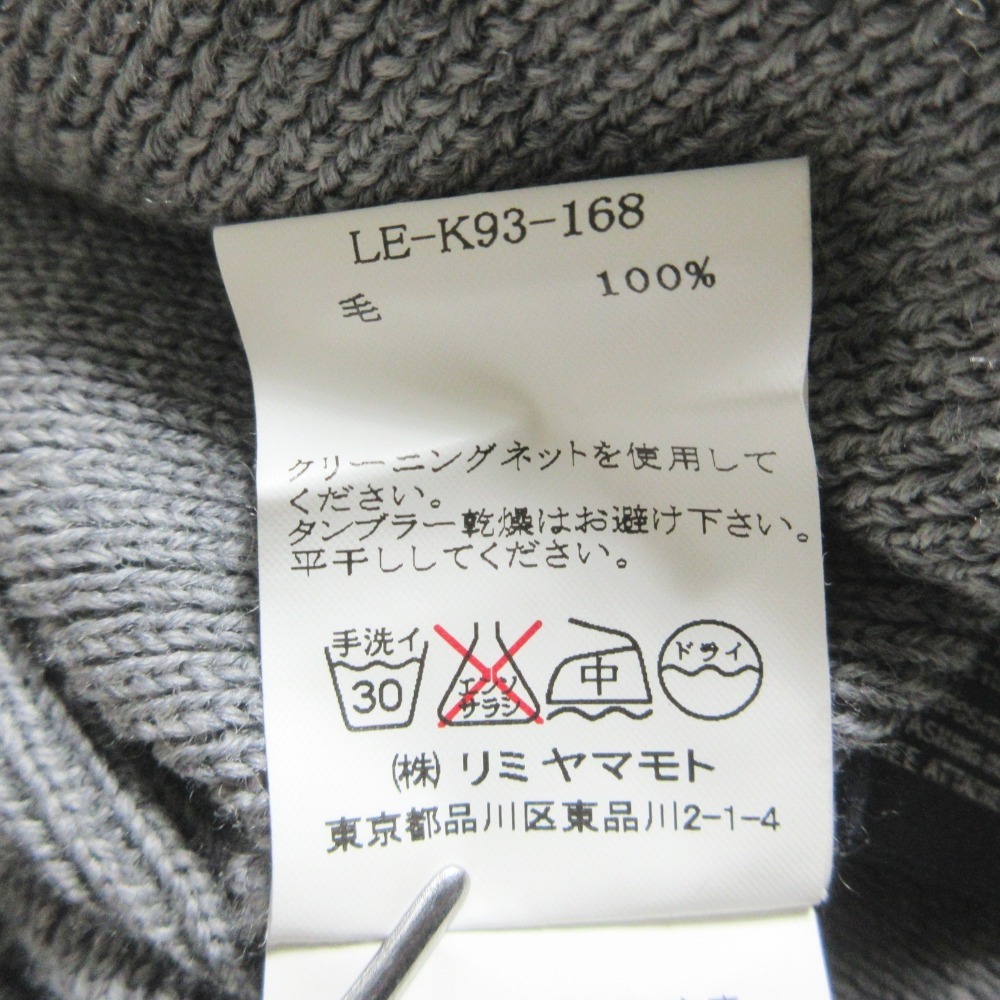 LE-K93-168
毛 100%
クリーニングネットを使用して
ください。
タンブラー乾燥はお避け下さい。
平干ししてください。
手洗イ
30
エンソ
サラシ
中
ドライ
(株) リミ ヤマモト
東京都品川区東品川2-1-4